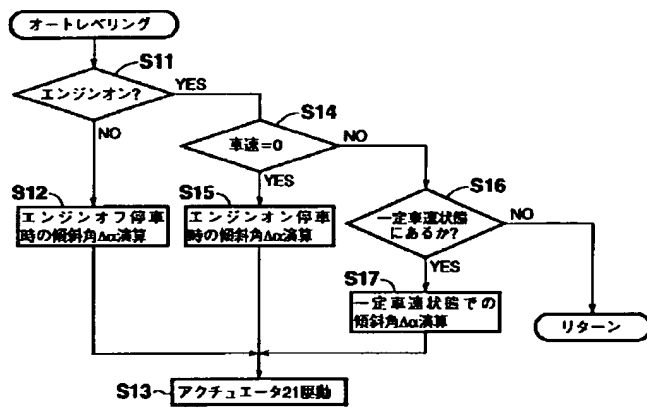 オートレベリング
S11
エンジンオン?
YES
NO
S14
車速=0
NO
YES
S12
エンジンオフ停車
時の傾斜角Δα演算
S15
エンジンオン停車
時の傾斜角Δα演算
S16
一定車速状態
にあるか?
NO
YES
S17
一定車速状態での
傾斜角Δα演算
リターン
S13
アクチュエータ21駆動